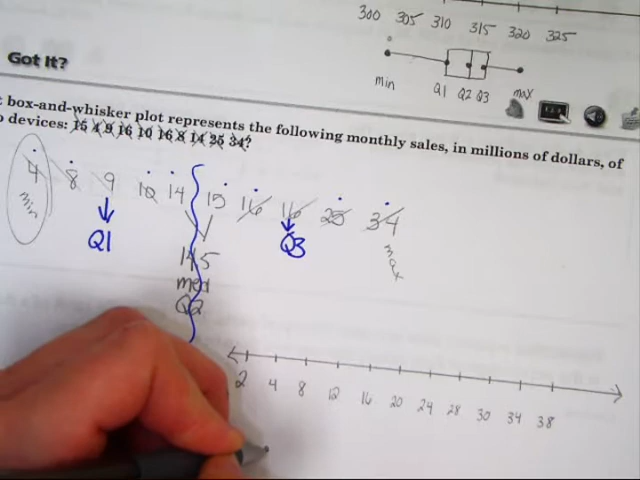 300 305 310 315 320 325
min Q1 Q2 Q3 max
Got It?
box-and-whisker plot represents the following monthly sales, in millions of dollars, of
devices: 15 4 9 16 10 16 8 14 25 34?
4 8 9 10 14 15 16 16 25 34
min
Q1
Q3
max
14.5
med
Q2
2 4 8 12 16 20 24 28 30 34 38